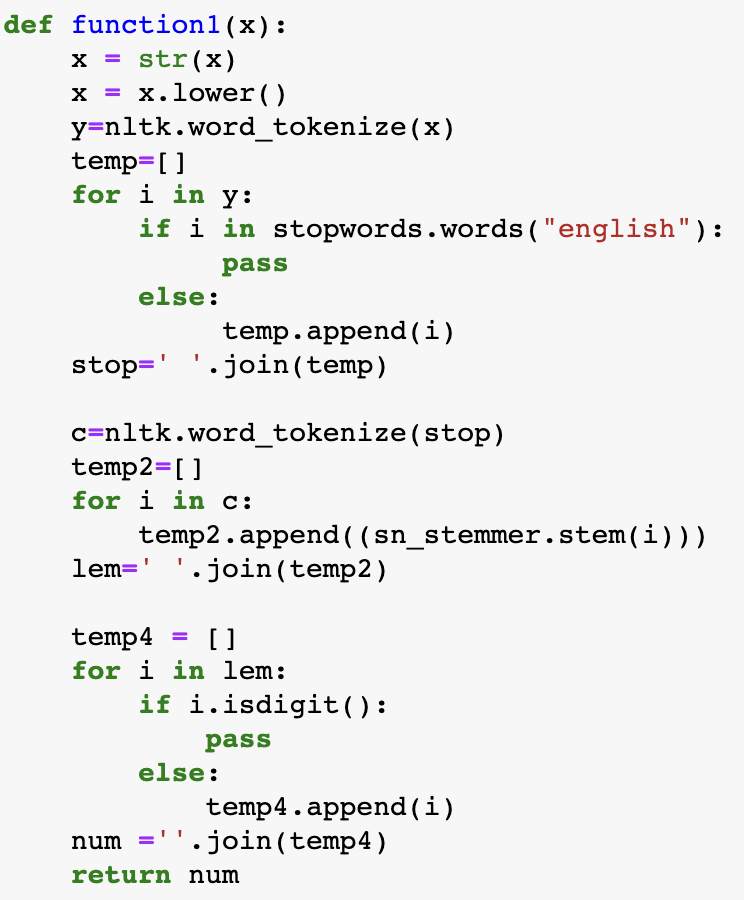 def function1(x):
    x = str(x)
    x = x.lower()
    y=nltk.word_tokenize(x)
    temp=[]
    for i in y:
        if i in stopwords.words("english"):
             pass
        else:
             temp.append(i)
    stop=' '.join(temp)

    c=nltk.word_tokenize(stop)
    temp2=[]
    for i in c:
        temp2.append((sn_stemmer.stem(i)))
    lem=' '.join(temp2)

    temp4 = []
    for i in lem:
        if i.isdigit():
            pass
        else:
            temp4.append(i)
    num =''.join(temp4)
    return num